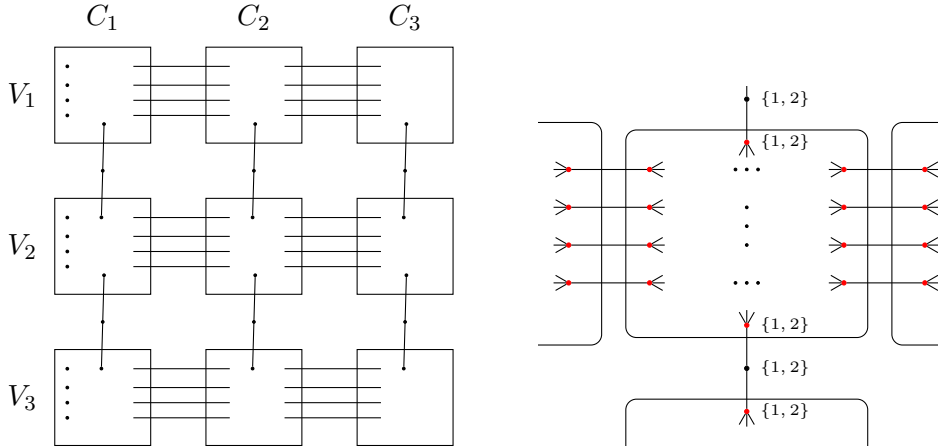 C₁ C₂ C₃
V₁
{1, 2}
{1, 2}
V₂
{1, 2}
{1, 2}
V₃
{1, 2}